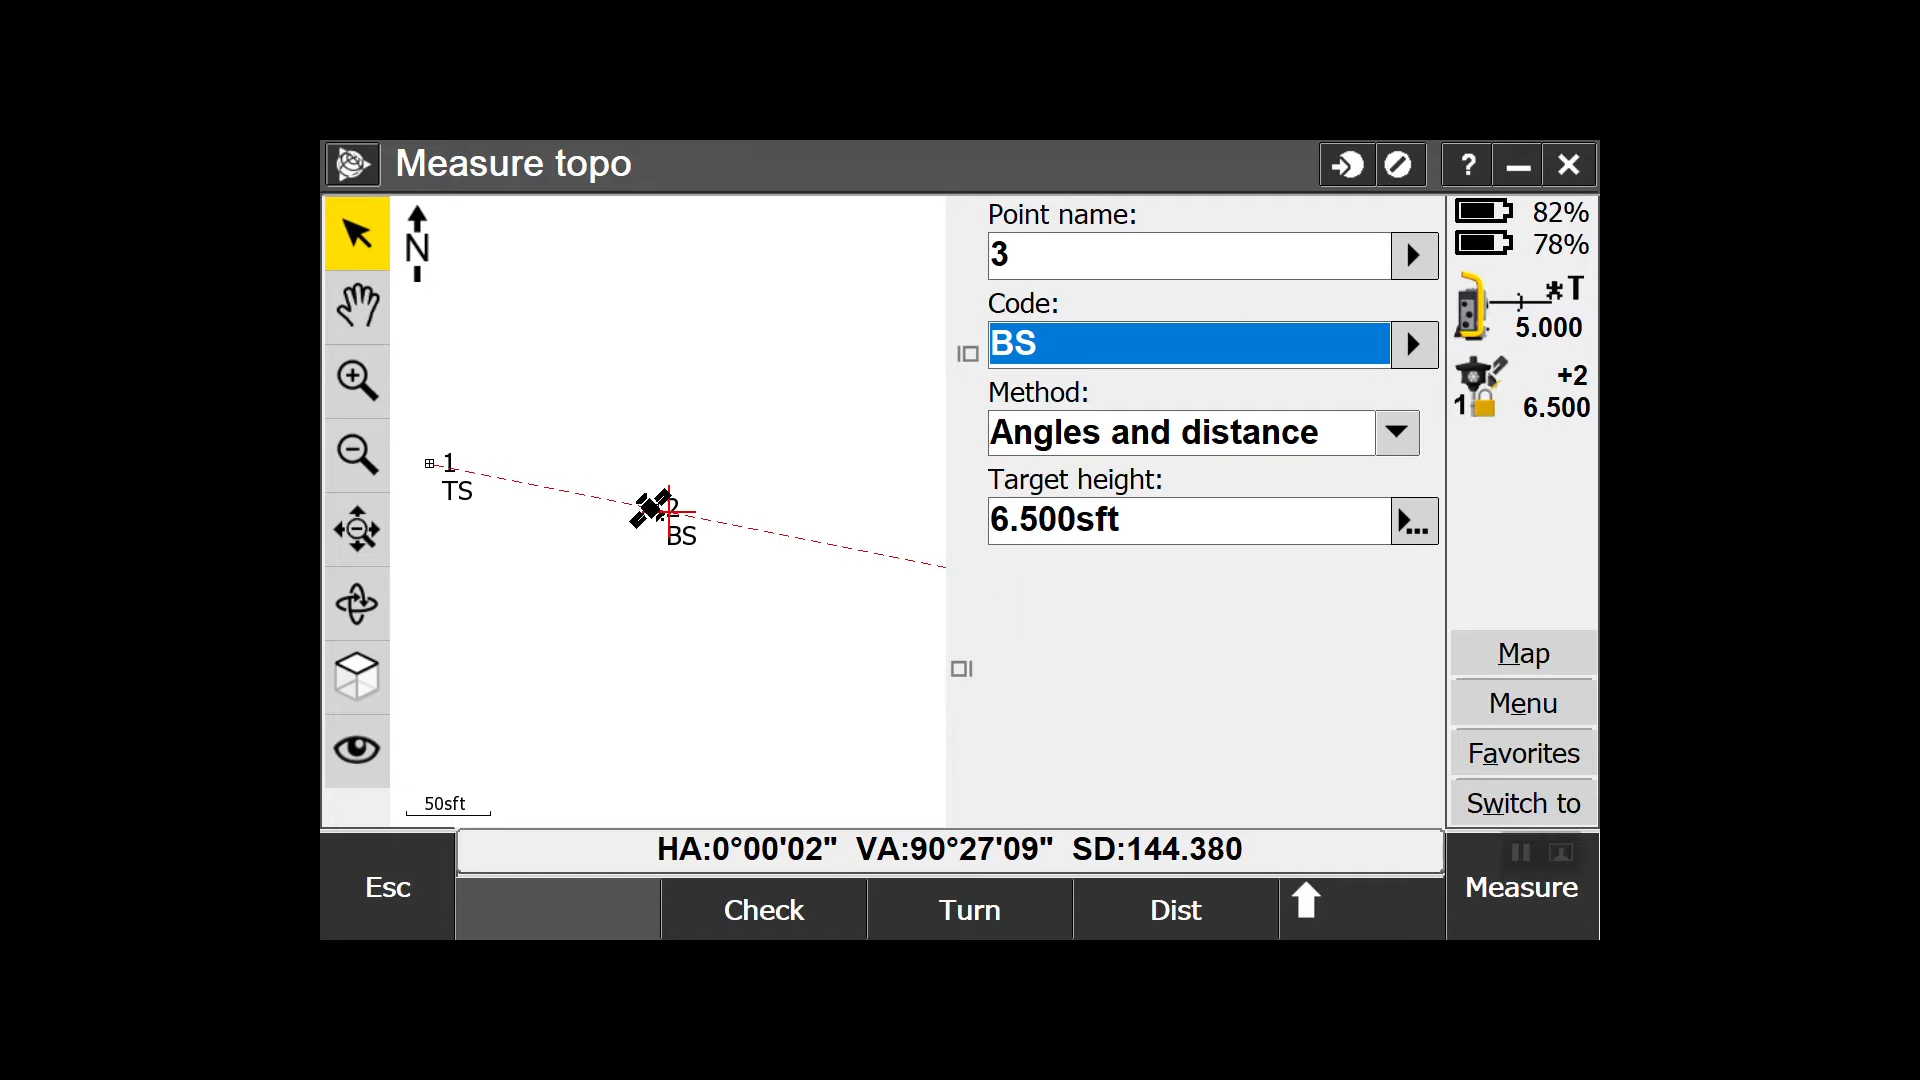 Measure topo
?
N
1
TS
2
BS
50sft
Point name:
3
Code:
BS
Method:
Angles and distance
Target height:
6.500sft
82%
78%
T
5.000
+2
1
6.500
Map
Menu
Favorites
Switch to
HA:0°00'02" VA:90°27'09" SD:144.380
Esc
Check
Turn
Dist
Measure